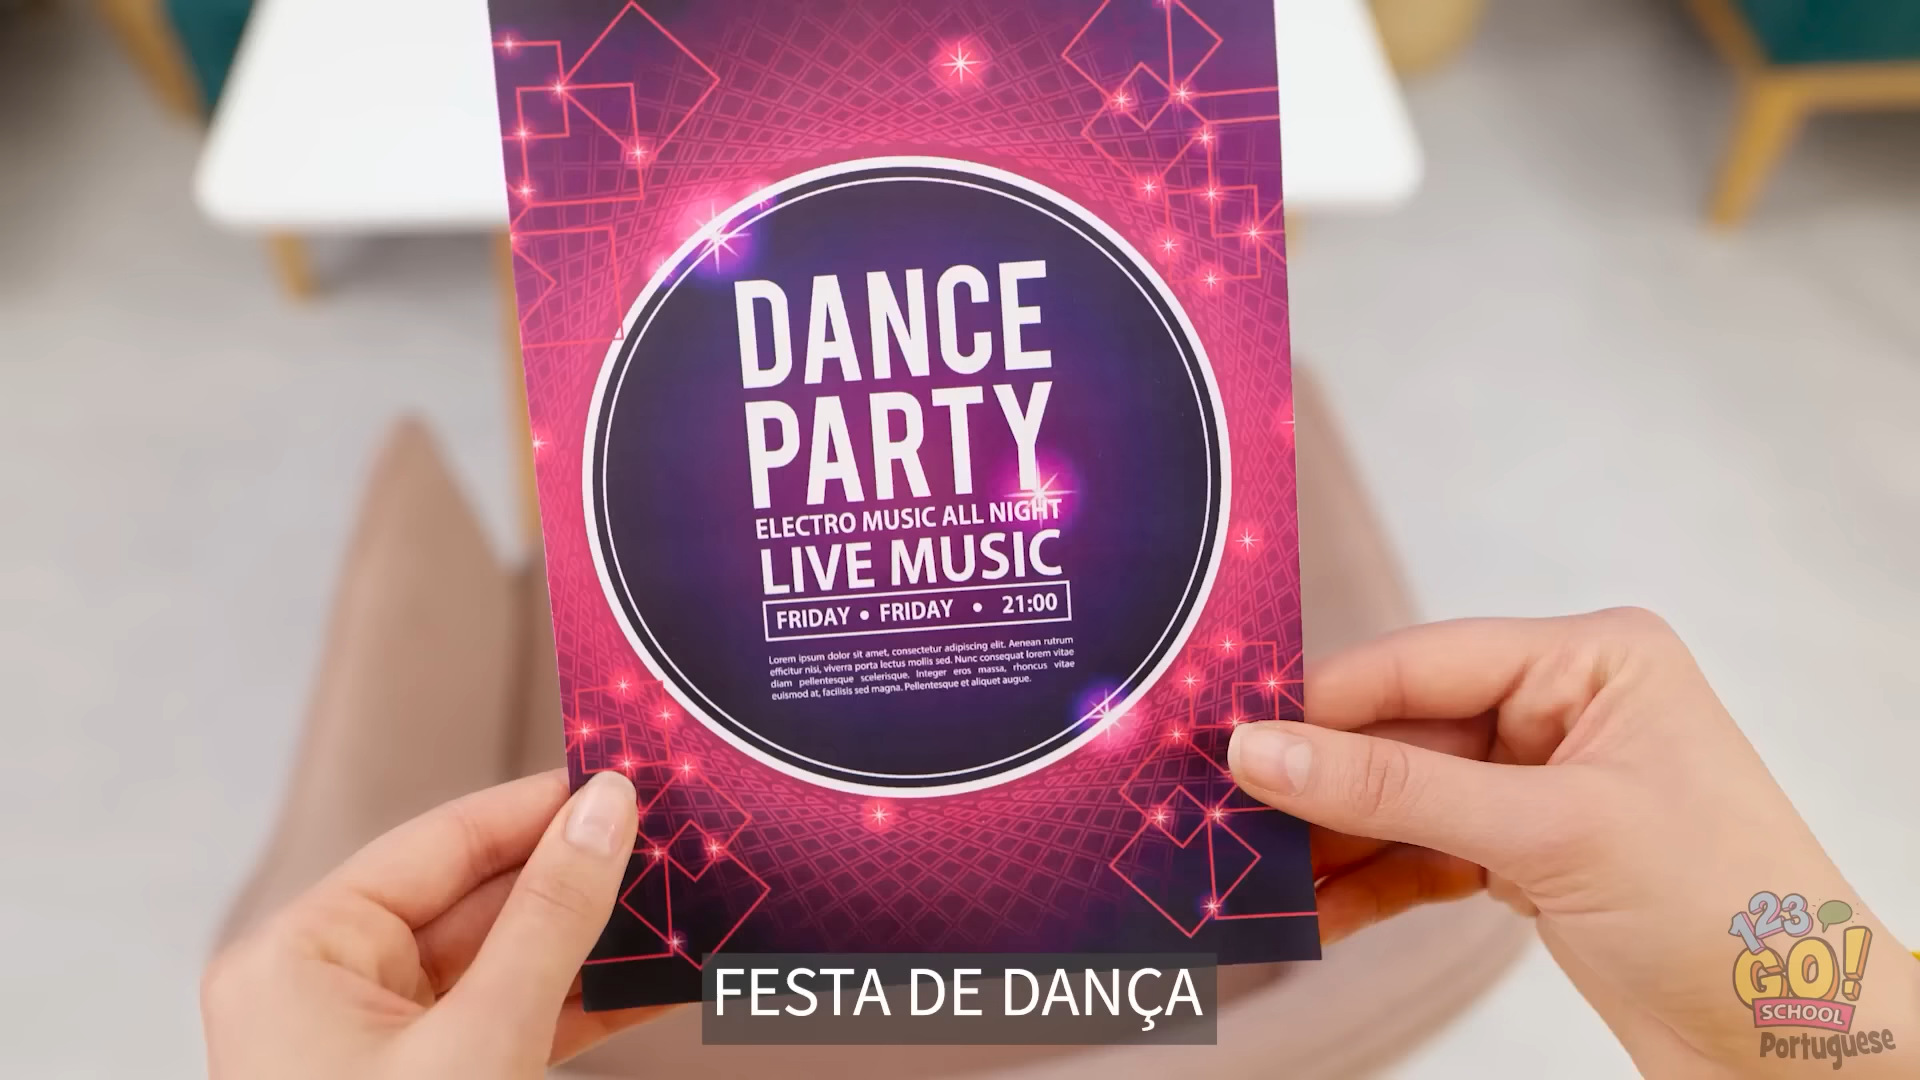 DANCE
PARTY
ELECTRO MUSIC ALL NIGHT
LIVE MUSIC
FRIDAY • FRIDAY • 21:00
Lorem ipsum dolor sit amet, consectetur adipiscing elit. Aenean rutrum
efficitur nisi, viverra porta lectus mollis sed. Nunc consequat lorem vitae
diam pellentesque scelerisque. Integer eros massa, rhoncus vitae
euismod at, facilisis sed magna. Pellentesque et aliquet augue.
FESTA DE DANÇA
123
GO!
SCHOOL
Portuguese